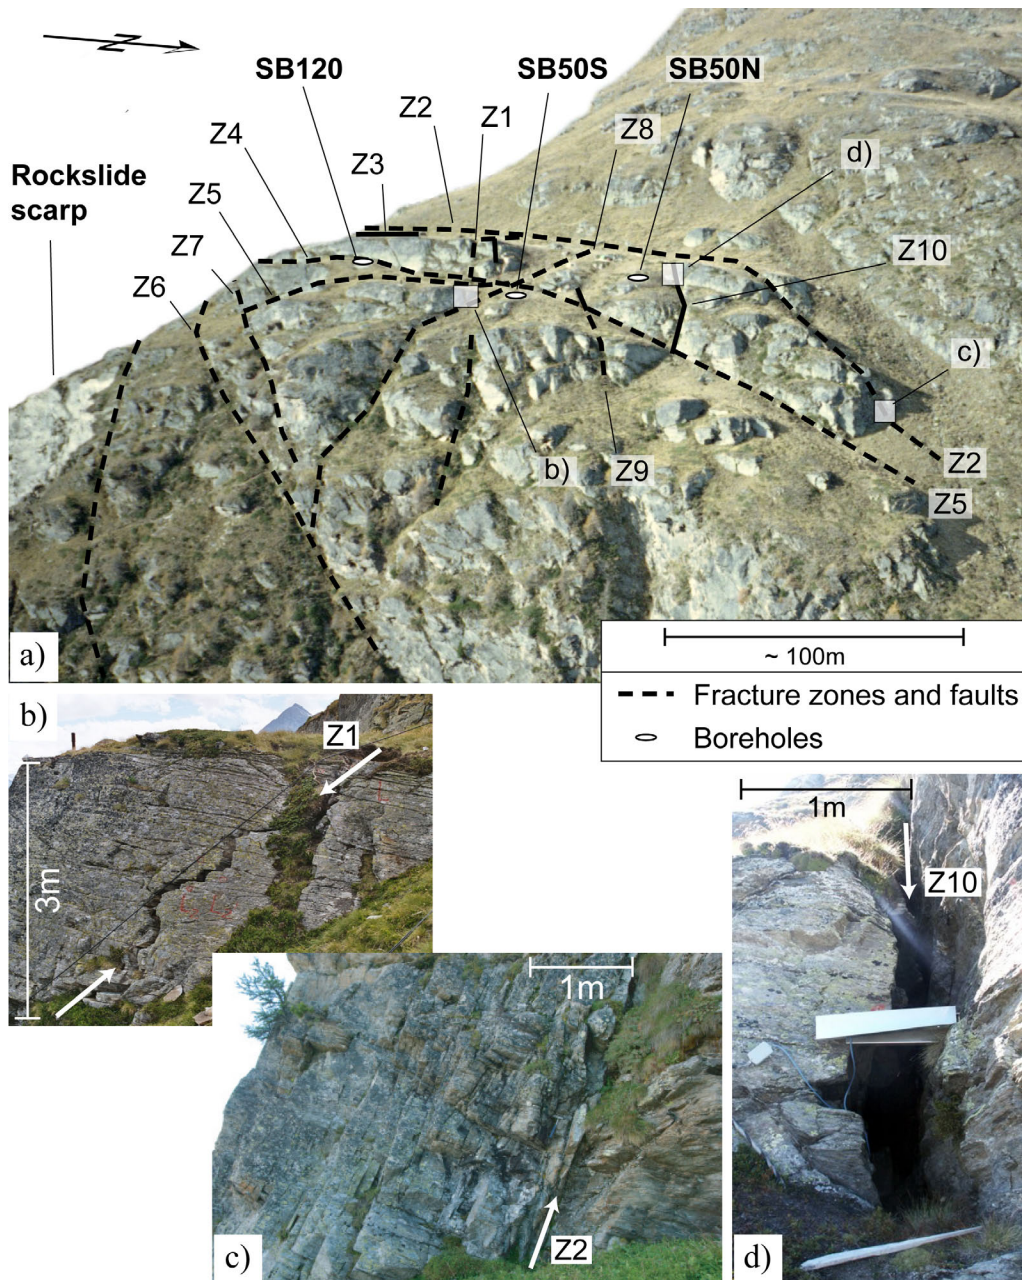 N
SB120
SB50S
SB50N
Z4
Z2
Z1
Z8
Z3
d)
Rockslide
scarp
Z5
Z7
Z10
Z6
c)
b)
Z9
Z2
Z5
a)
~ 100m
Fracture zones and faults
Boreholes
b)
Z1
3m
1m
Z10
1m
Z2
c)
d)